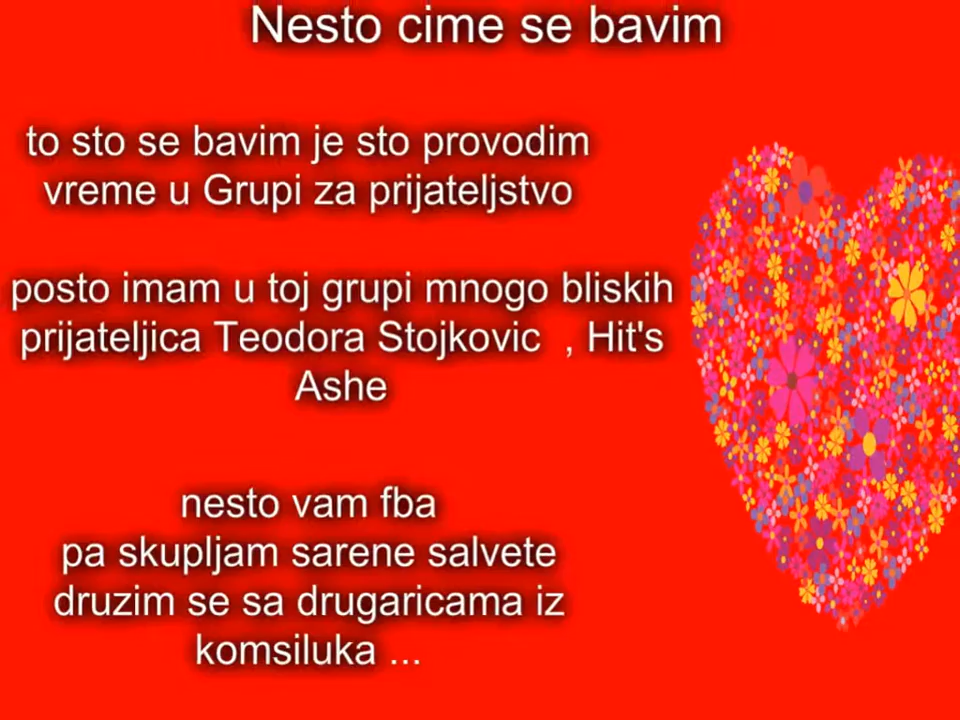 Nesto cime se bavim
to sto se bavim je sto provodim
vreme u Grupi za prijateljstvo
posto imam u toj grupi mnogo bliskih
prijateljica Teodora Stojkovic , Hit's
Ashe
nesto vam fba
pa skupljam sarene salvete
druzim se sa drugaricama iz
komsiluka ...